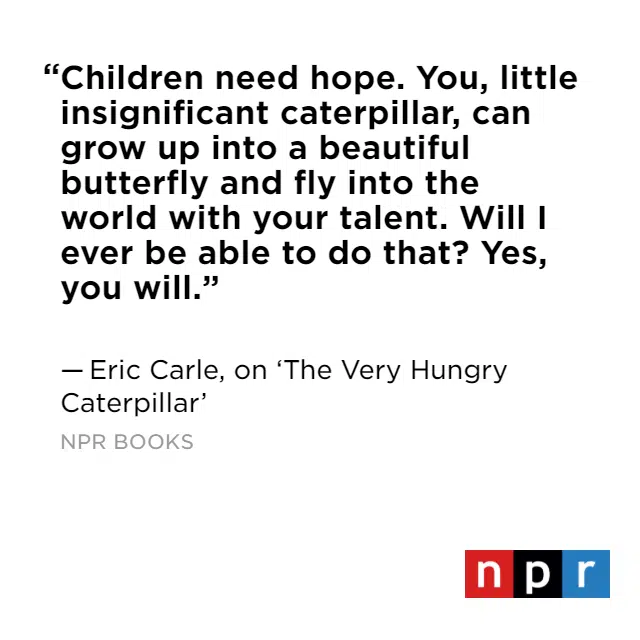 “Children need hope. You, little
insignificant caterpillar, can
grow up into a beautiful
butterfly and fly into the
world with your talent. Will I
ever be able to do that? Yes,
you will.”
— Eric Carle, on ‘The Very Hungry
Caterpillar’
NPR BOOKS
n p r